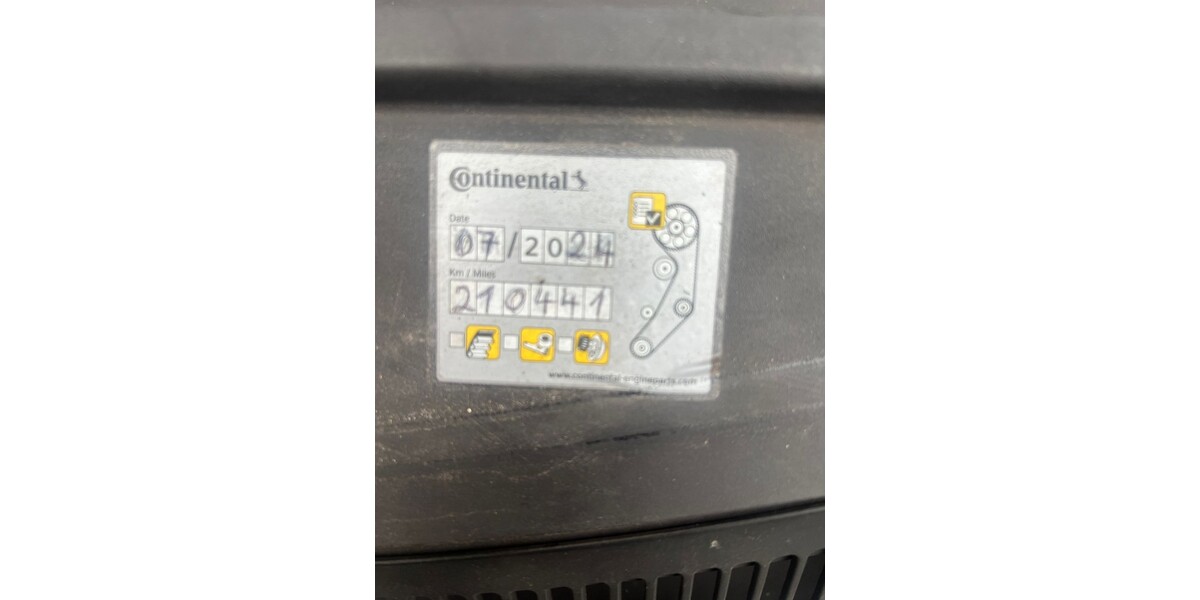 Continental
Date
07/2024
Km / Miles
210441
www.continental-engineparts.com